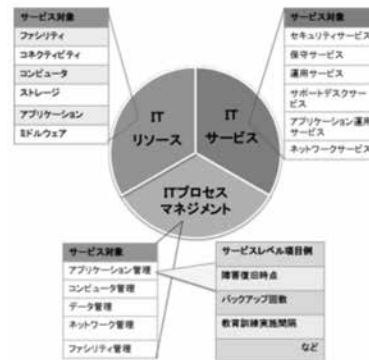 サービス対象
ファシリティ
コネクティビティ
コンピュータ
ストレージ
アプリケーション
ミドルウェア
サービス対象
セキュリティサービス
保守サービス
運用サービス
サポートデスクサー
ビス
アプリケーション運用
サービス
ネットワークサービス
IT
リソース
IT
サービス
ITプロセス
マネジメント
サービス対象
アプリケーション管理
コンピュータ管理
データ管理
ネットワーク管理
ファシリティ管理
サービスレベル項目例
障害復旧時点
バックアップ回数
教育訓練実施間隔
など